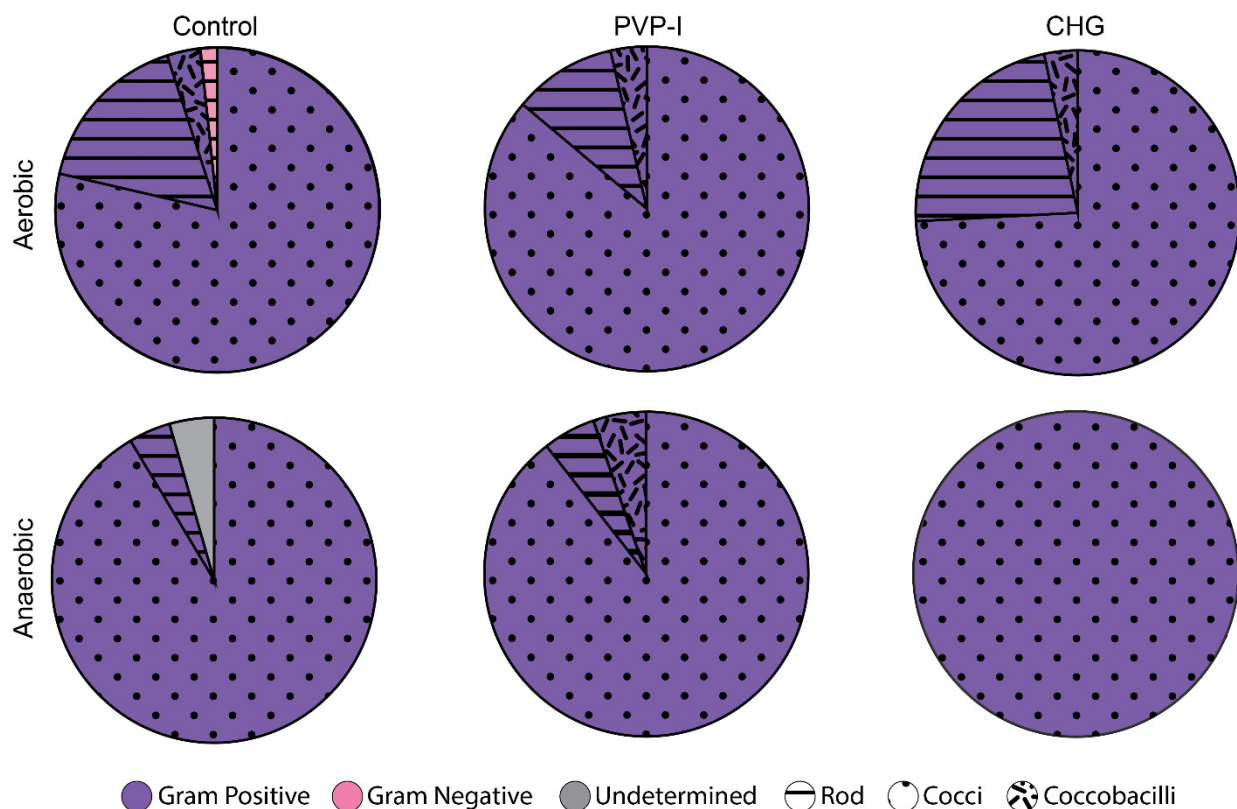 Control PVP-I CHG
Aerobic
Anaerobic
Gram Positive Gram Negative Undetermined Rod Cocci Coccobacilli